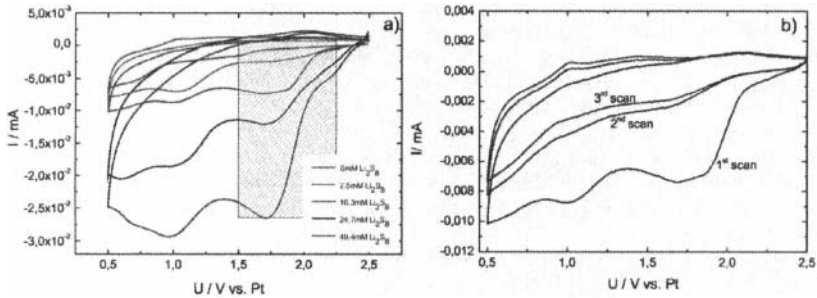 a)
5,0x10⁻³
0,0
-5,0x10⁻³
-1,0x10⁻²
-1,5x10⁻²
-2,0x10⁻²
-2,5x10⁻²
-3,0x10⁻²
I / mA
0,5 1,0 1,5 2,0 2,5
U / V vs. Pt
0mM Li₂S₈
16,3mM Li₂S₈
24,7mM Li₂S₈
49,4mM Li₂S₈
b)
0,004
0,002
0,000
-0,002
-0,004
-0,006
-0,008
-0,010
-0,012
I/ mA
3rd scan
2nd scan
1st scan
0,5 1,0 1,5 2,0 2,5
U / V vs. Pt